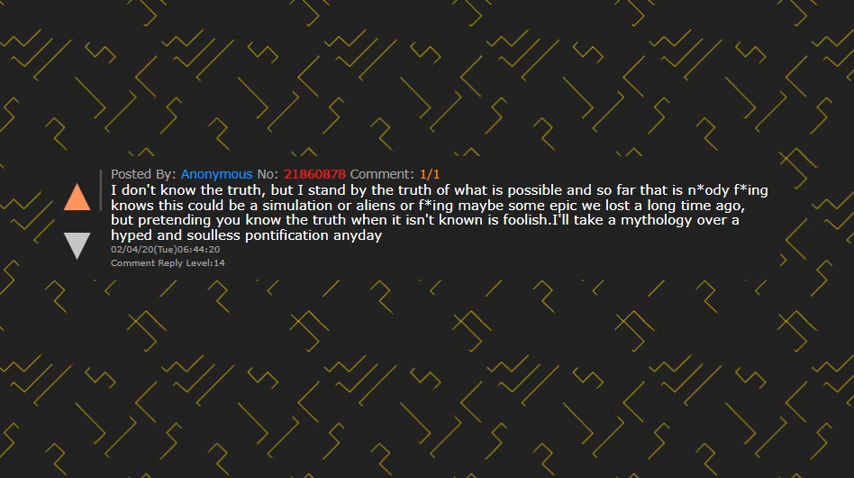 Posted By: Anonymous No: 21860878 Comment: 1/1
I don't know the truth, but I stand by the truth of what is possible and so far that is n*ody f*ing
knows this could be a simulation or aliens or f*ing maybe some epic we lost a long time ago,
but pretending you know the truth when it isn't known is foolish.I'll take a mythology over a
hyped and soulless pontification anyday
02/04/20(Tue)06:44:20
Comment Reply Level:14